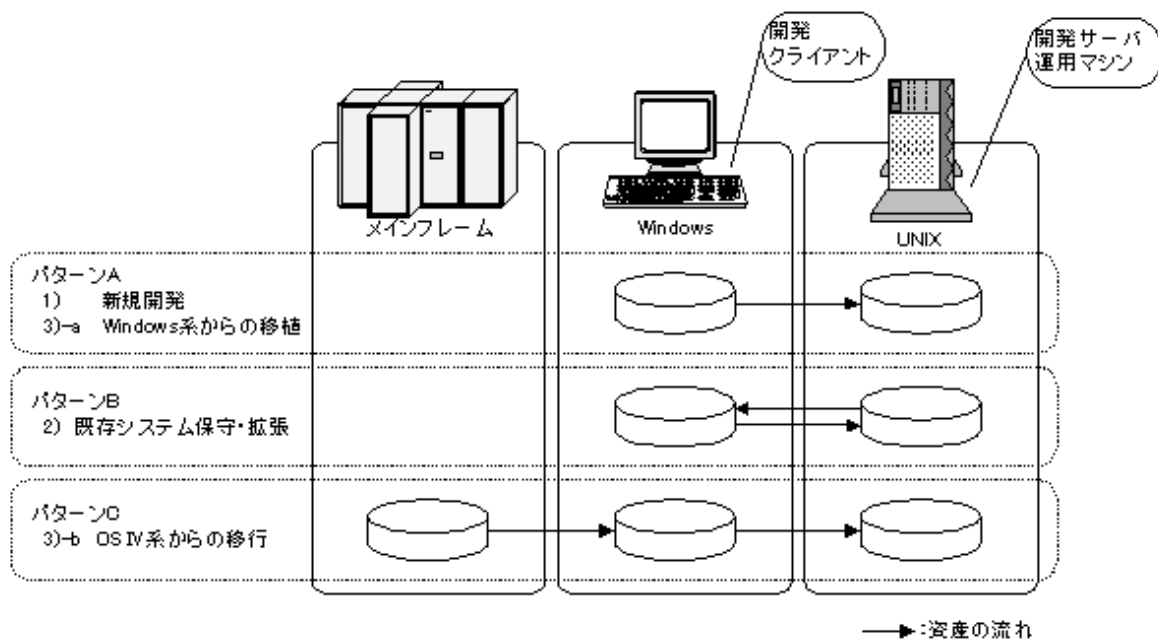 開発
クライアント
開発サーバ
運用マシン
メインフレーム
Windows
UNIX
パターンA
1) 新規開発
3)-a Windows系からの移植
パターンB
2) 既存システム保守・拡張
パターンC
3)-b OSⅣ系からの移行
:資産の流れ